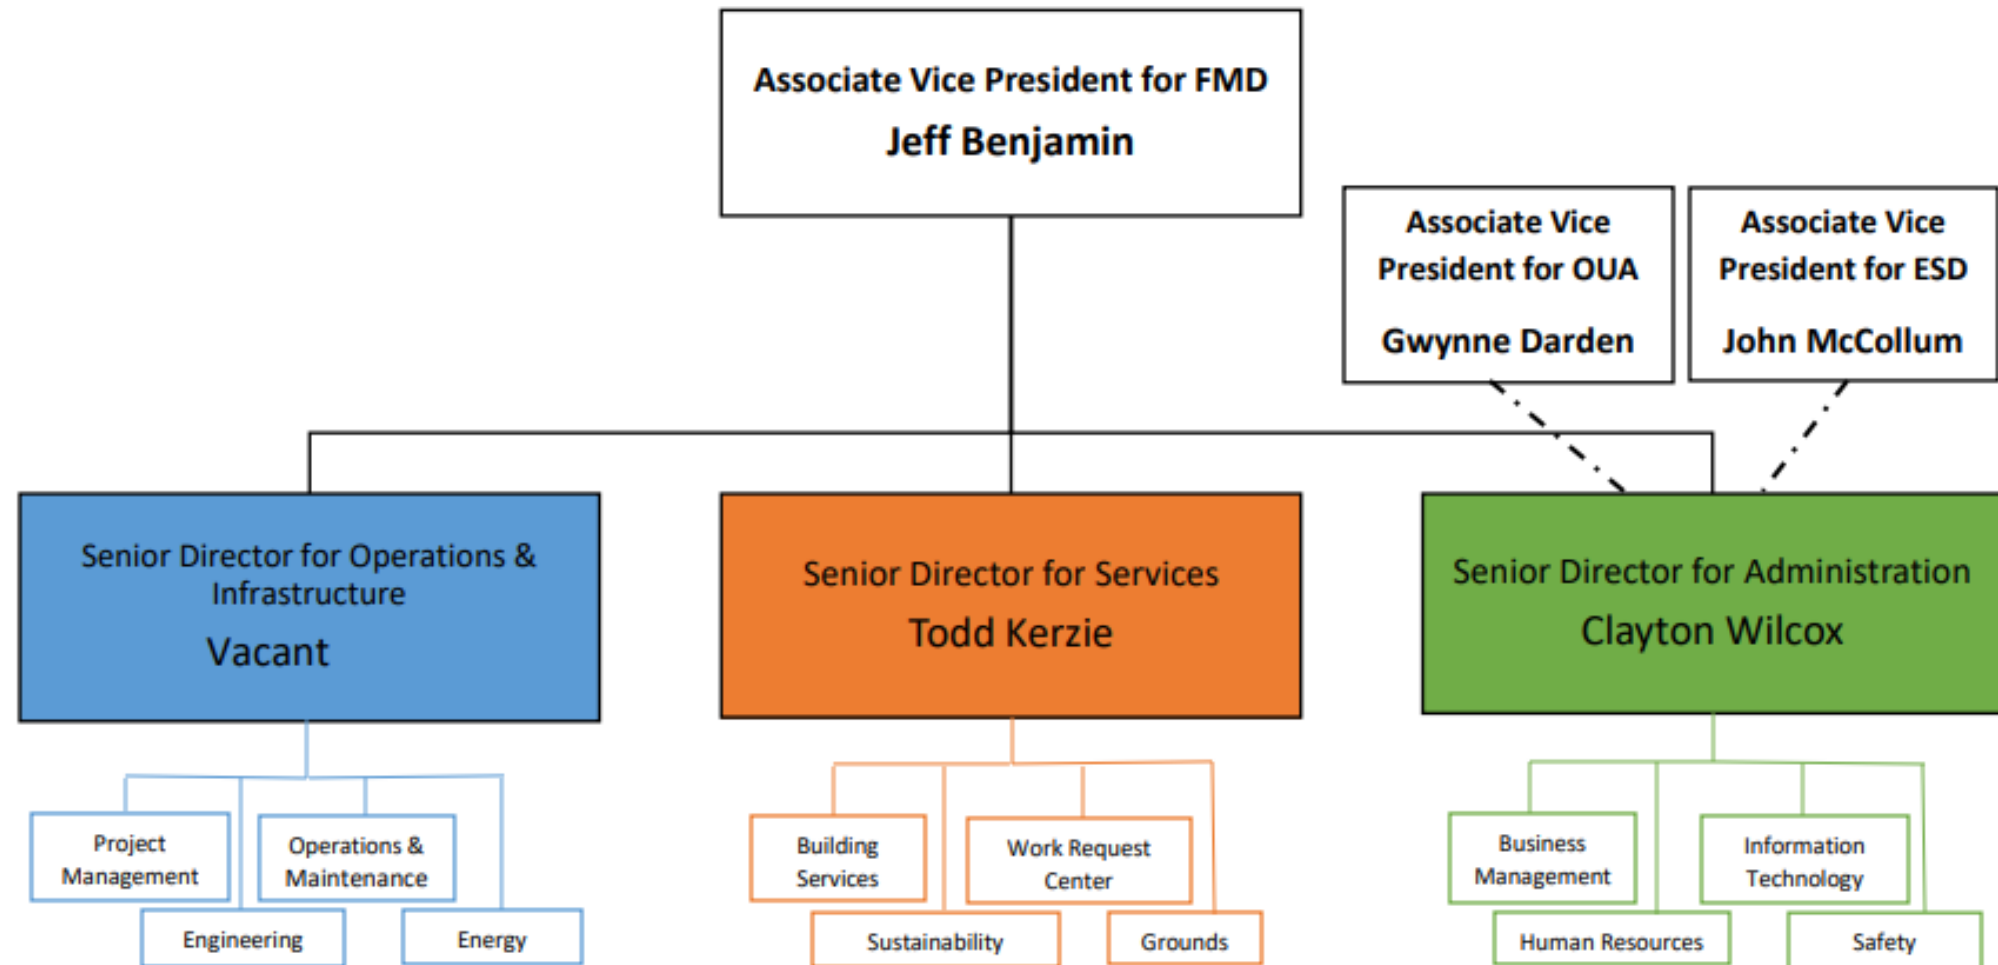 Associate Vice President for FMD
Jeff Benjamin
Associate Vice
President for OUA
Gwynne Darden
Associate Vice
President for ESD
John McCollum
Senior Director for Operations &
Infrastructure
Vacant
Senior Director for Services
Todd Kerzie
Senior Director for Administration
Clayton Wilcox
Project
Management
Operations &
Maintenance
Engineering
Energy
Building
Services
Work Request
Center
Sustainability
Grounds
Business
Management
Information
Technology
Human Resources
Safety